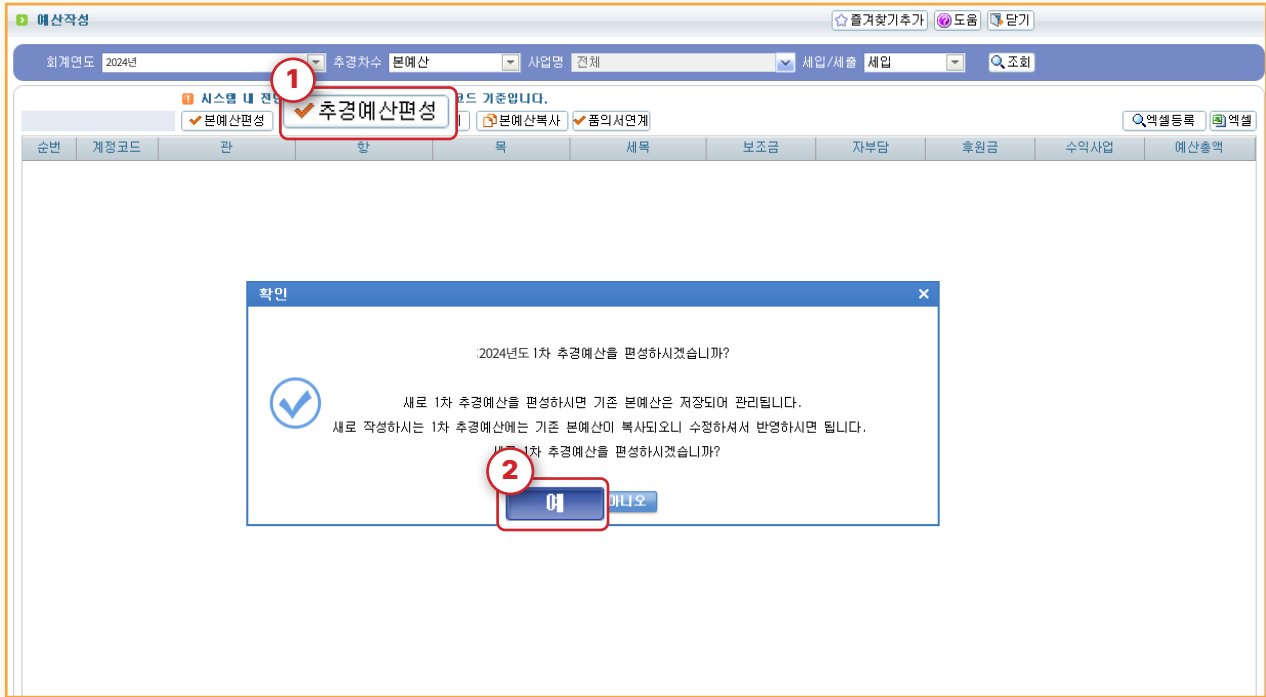 예산작성 즐겨찾기추가 도움 닫기
회계연도 2024년 추경차수 본예산 사업명 전체 세입/세출 세입 조회
1
시스템 내 전 코드 기준입니다.
본예산편성 추경예산편성 본예산복사 품의서연계 엑셀등록 엑셀
순번 계정코드 관 항 목 세목 보조금 자부담 후원금 수익사업 예산총액
확인
2024년도 1차 추경예산을 편성하시겠습니까?
새로 1차 추경예산을 편성하시면 기존 본예산은 저장되어 관리됩니다.
새로 작성하시는 1차 추경예산에는 기존 본예산이 복사되오니 수정하셔서 반영하시면 됩니다.
새로 1차 추경예산을 편성하시겠습니까?
2
예 아니오